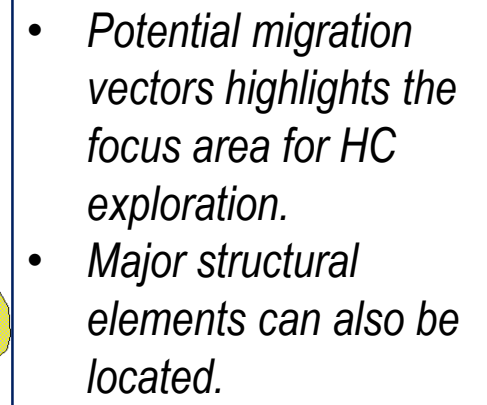 • Potential migration
vectors highlights the
focus area for HC
exploration.
• Major structural
elements can also be
located.